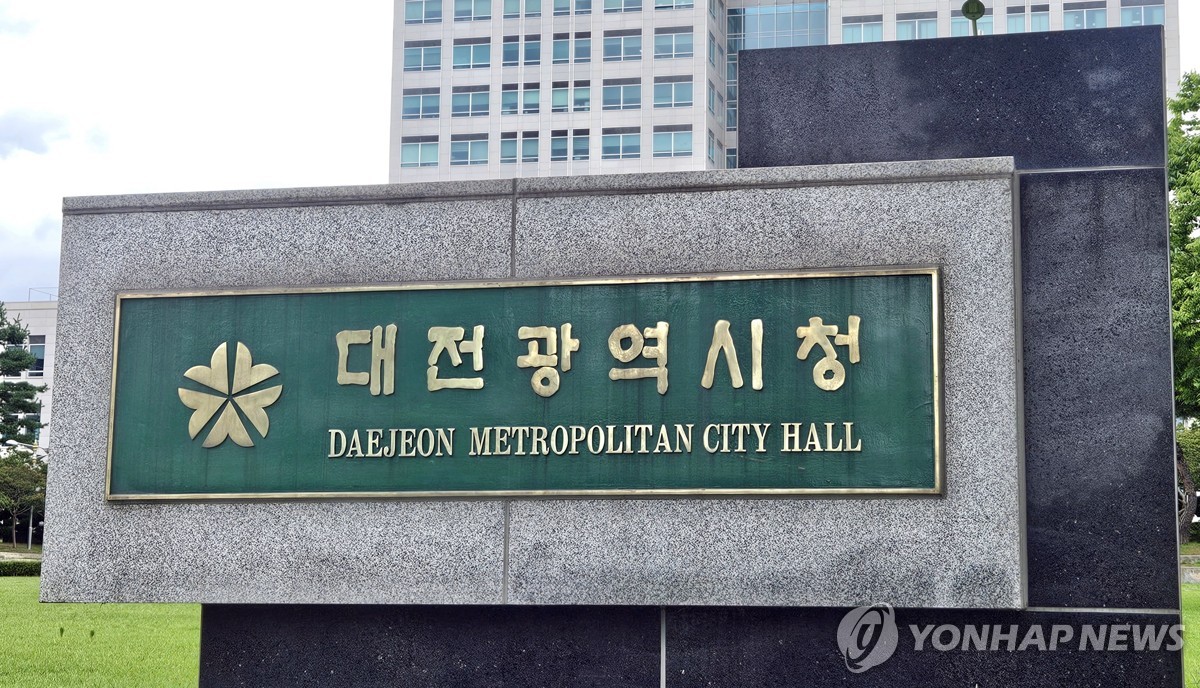 대전광역시청
DAEJEON METROPOLITAN CITY HALL
YONHAP NEWS